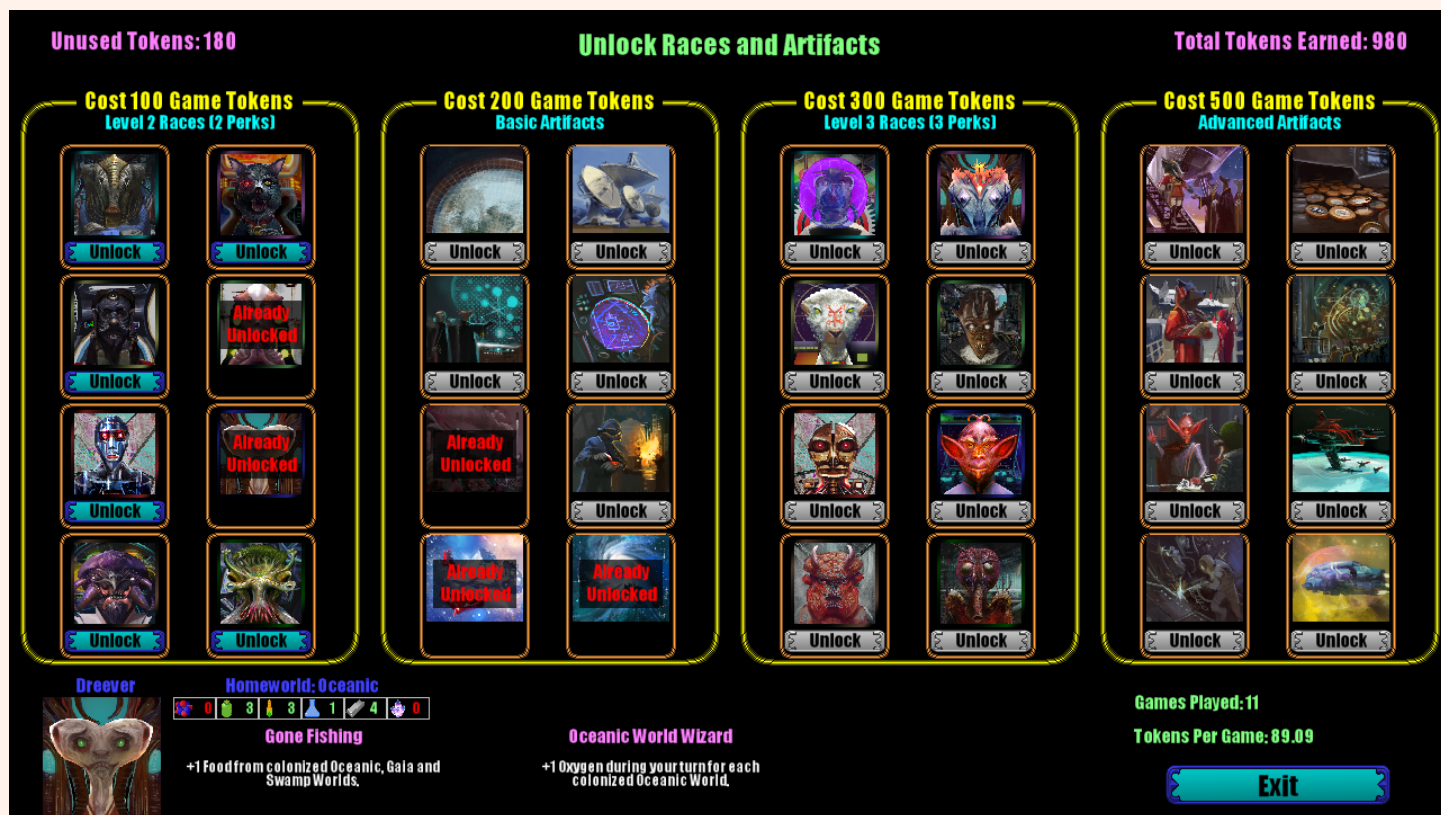 Unused Tokens: 180
Unlock Races and Artifacts
Total Tokens Earned: 980
Cost 100 Game Tokens
Level 2 Races (2 Perks)
Unlock
Unlock
Unlock
Already
Unlocked
Unlock
Already
Unlocked
Unlock
Unlock
Cost 200 Game Tokens
Basic Artifacts
Unlock
Unlock
Unlock
Unlock
Already
Unlocked
Unlock
Already
Unlocked
Already
Unlocked
Cost 300 Game Tokens
Level 3 Races (3 Perks)
Unlock
Unlock
Unlock
Unlock
Unlock
Unlock
Unlock
Unlock
Cost 500 Game Tokens
Advanced Artifacts
Unlock
Unlock
Unlock
Unlock
Unlock
Unlock
Unlock
Unlock
Dreever
Homeworld: Oceanic
0 3 3 1 4 0
Gone Fishing
+1 Food from colonized Oceanic, Gaia and
Swamp Worlds.
Oceanic World Wizard
+1 Oxygen during your turn for each
colonized Oceanic World.
Games Played: 11
Tokens Per Game: 89.09
Exit